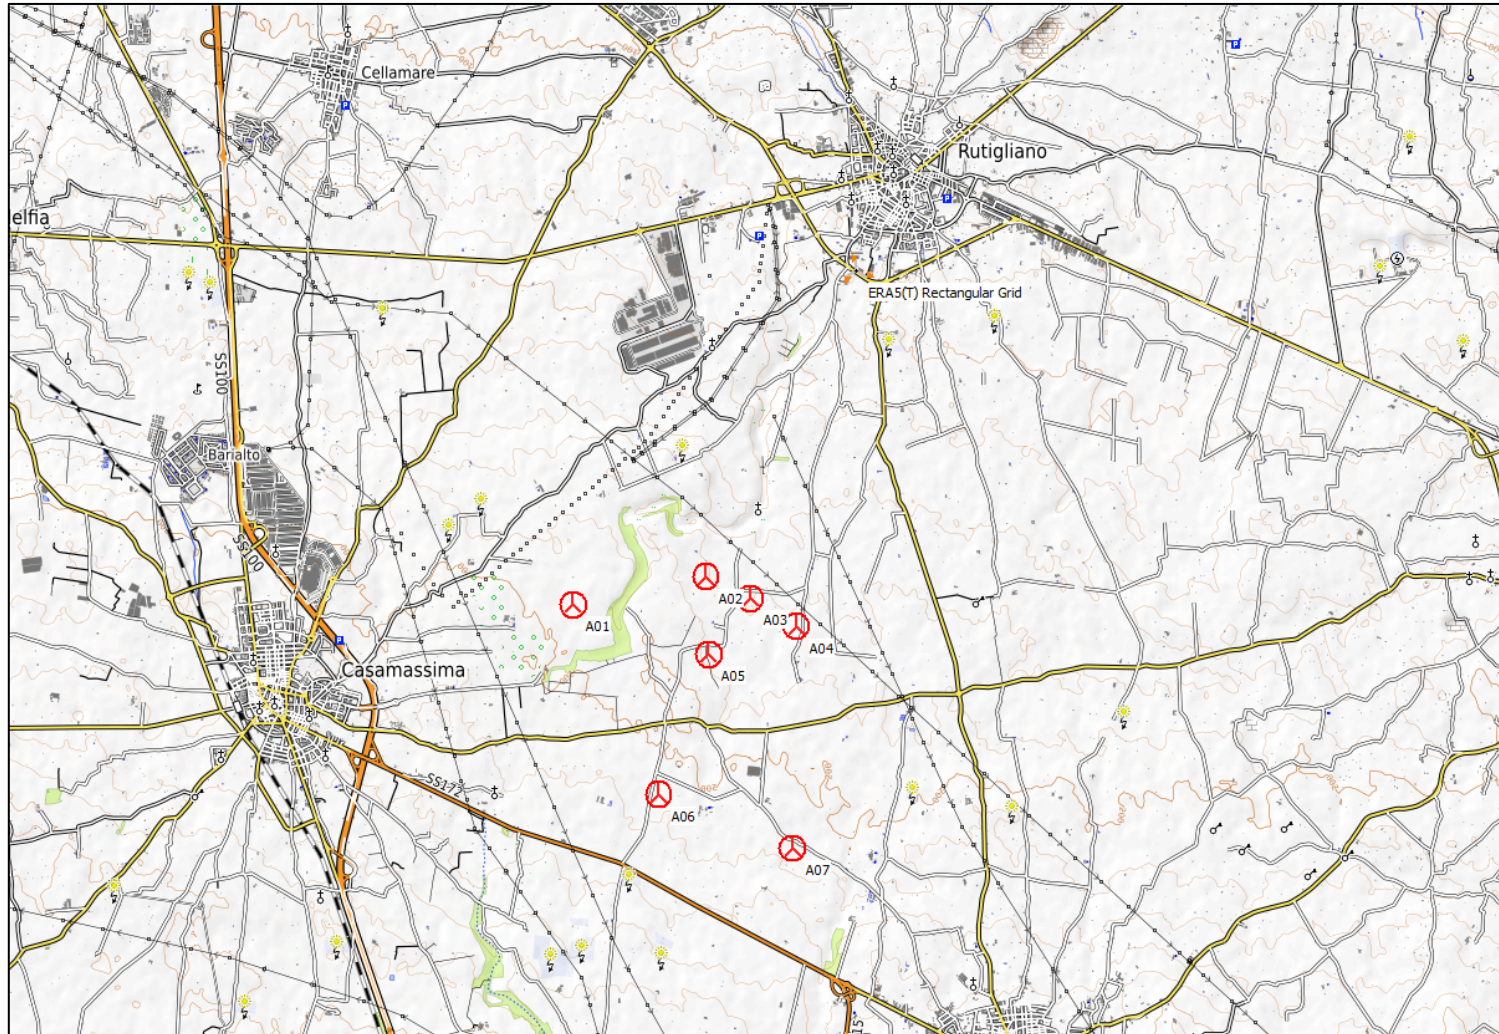 Cellamare
Rutigliano
elfia
ERA5(T) Rectangular Grid
SS100
Barialto
SS100
A02
A01
A03
A04
Casamassima
A05
SS172
A06
A07